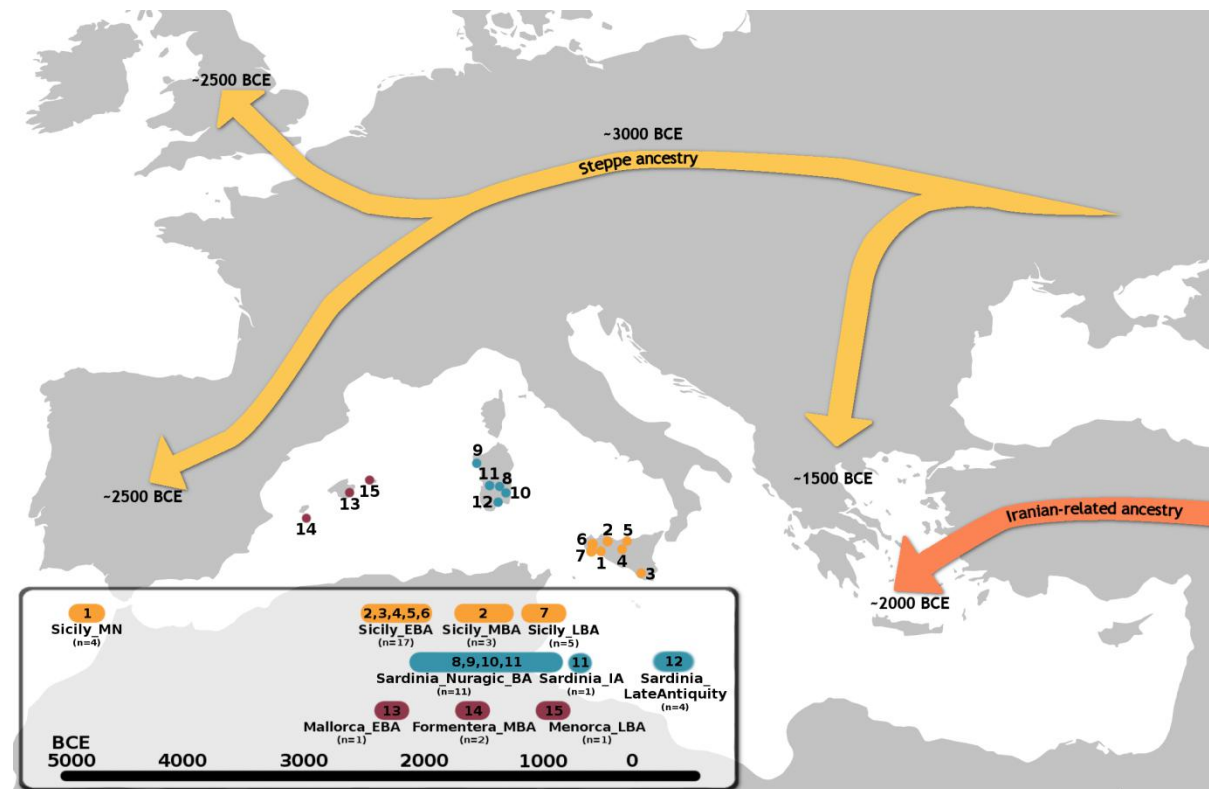 ~2500 BCE
~3000 BCE
Steppe ancestry
~2500 BCE
~1500 BCE
Iranian-related ancestry
~2000 BCE
9
11
8
10
12
15
13
14
6
2
5
7
1
4
3
1
Sicily_MN
(n=4)
2,3,4,5,6
Sicily_EBA
(n=17)
2
Sicily_MBA
(n=3)
7
Sicily_LBA
(n=5)
8,9,10,11
Sardinia_Nuragic_BA
(n=11)
11
Sardinia_IA
(n=1)
12
Sardinia_
LateAntiquity
(n=4)
13
Mallorca_EBA
(n=1)
14
Formentera_MBA
(n=2)
15
Menorca_LBA
(n=1)
BCE
5000 4000 3000 2000 1000 0